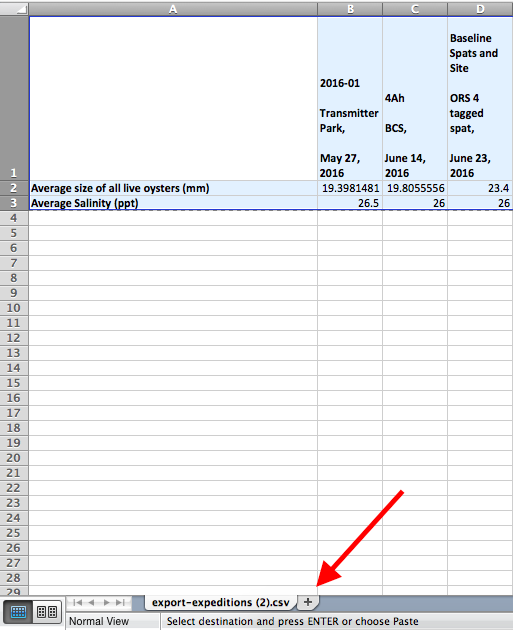 A B C D
1
2016-01
Transmitter
Park,
May 27,
2016
4Ah
BCS,
June 14,
2016
Baseline
Spats and
Site
ORS 4
tagged
spat,
June 23,
2016
2 Average size of all live oysters (mm) 19.3981481 19.8055556 23.4
3 Average Salinity (ppt) 26.5 26 26
4
5
6
7
8
9
10
11
12
13
14
15
16
17
18
19
20
21
22
23
24
25
26
27
28
29
export-expeditions (2).csv +
Normal View Select destination and press ENTER or choose Paste